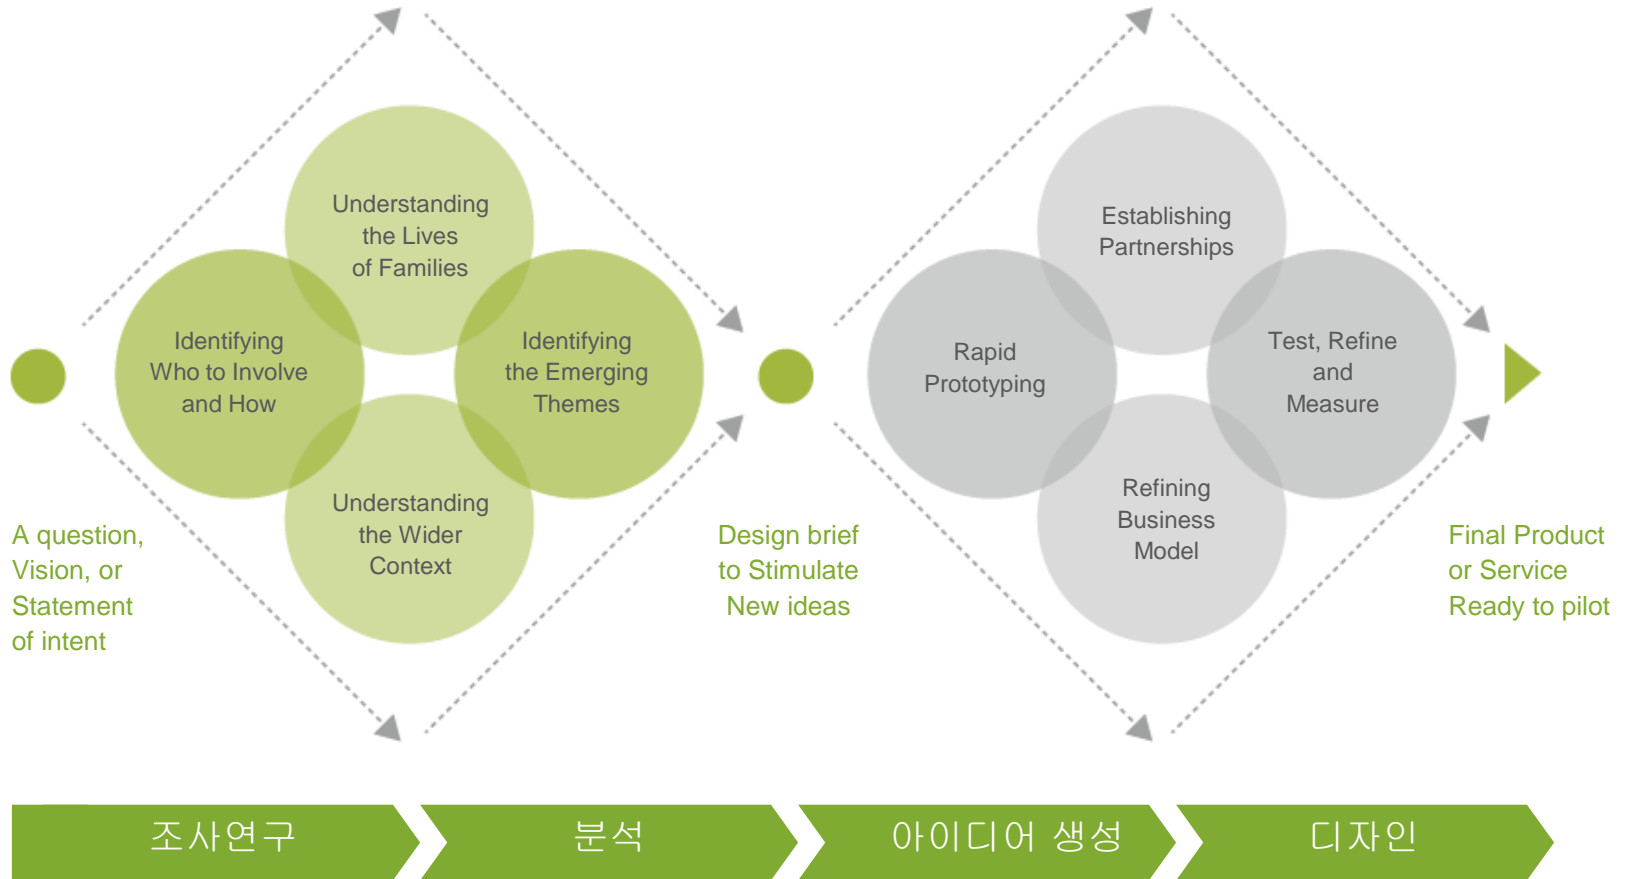 Understanding
the Lives
of Families
Identifying
Who to Involve
and How
Identifying
the Emerging
Themes
Understanding
the Wider
Context
Establishing
Partnerships
Rapid
Prototyping
Test, Refine
and
Measure
Refining
Business
Model
A question,
Vision, or
Statement
of intent
Design brief
to Stimulate
New ideas
Final Product
or Service
Ready to pilot
조사연구
분석
아이디어 생성
디자인